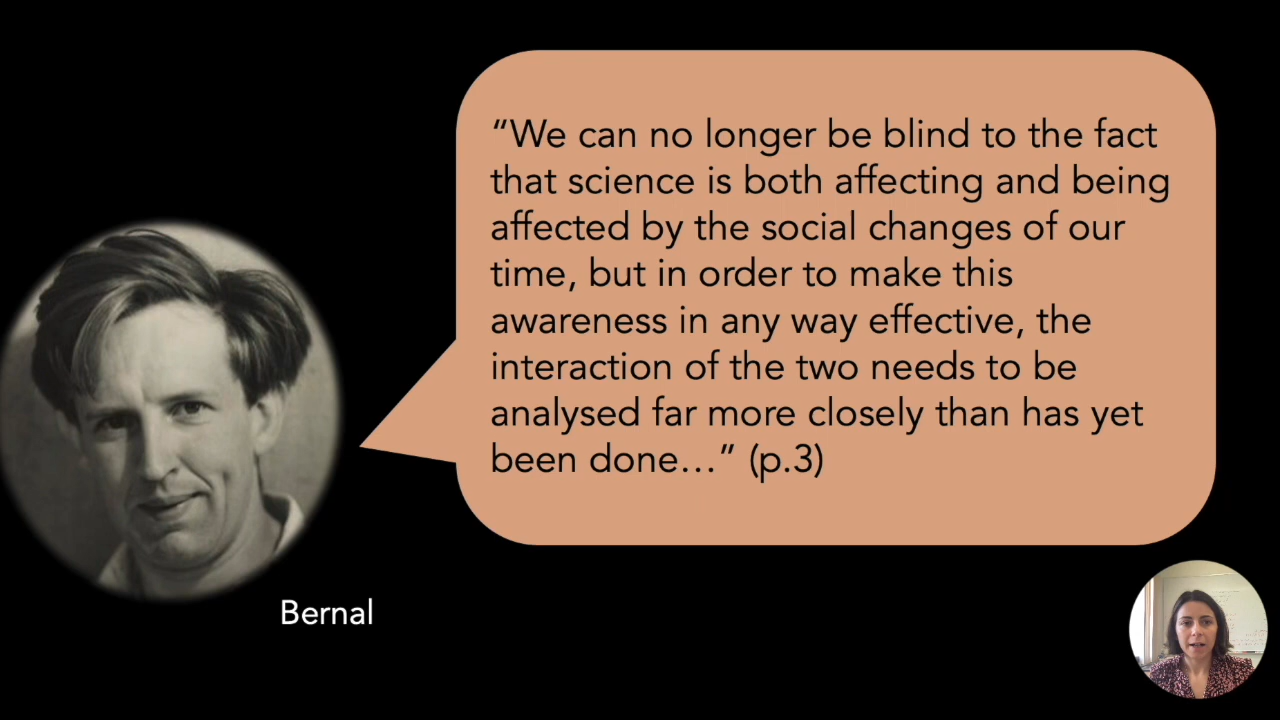 “We can no longer be blind to the fact
that science is both affecting and being
affected by the social changes of our
time, but in order to make this
awareness in any way effective, the
interaction of the two needs to be
analysed far more closely than has yet
been done…” (p.3)
Bernal